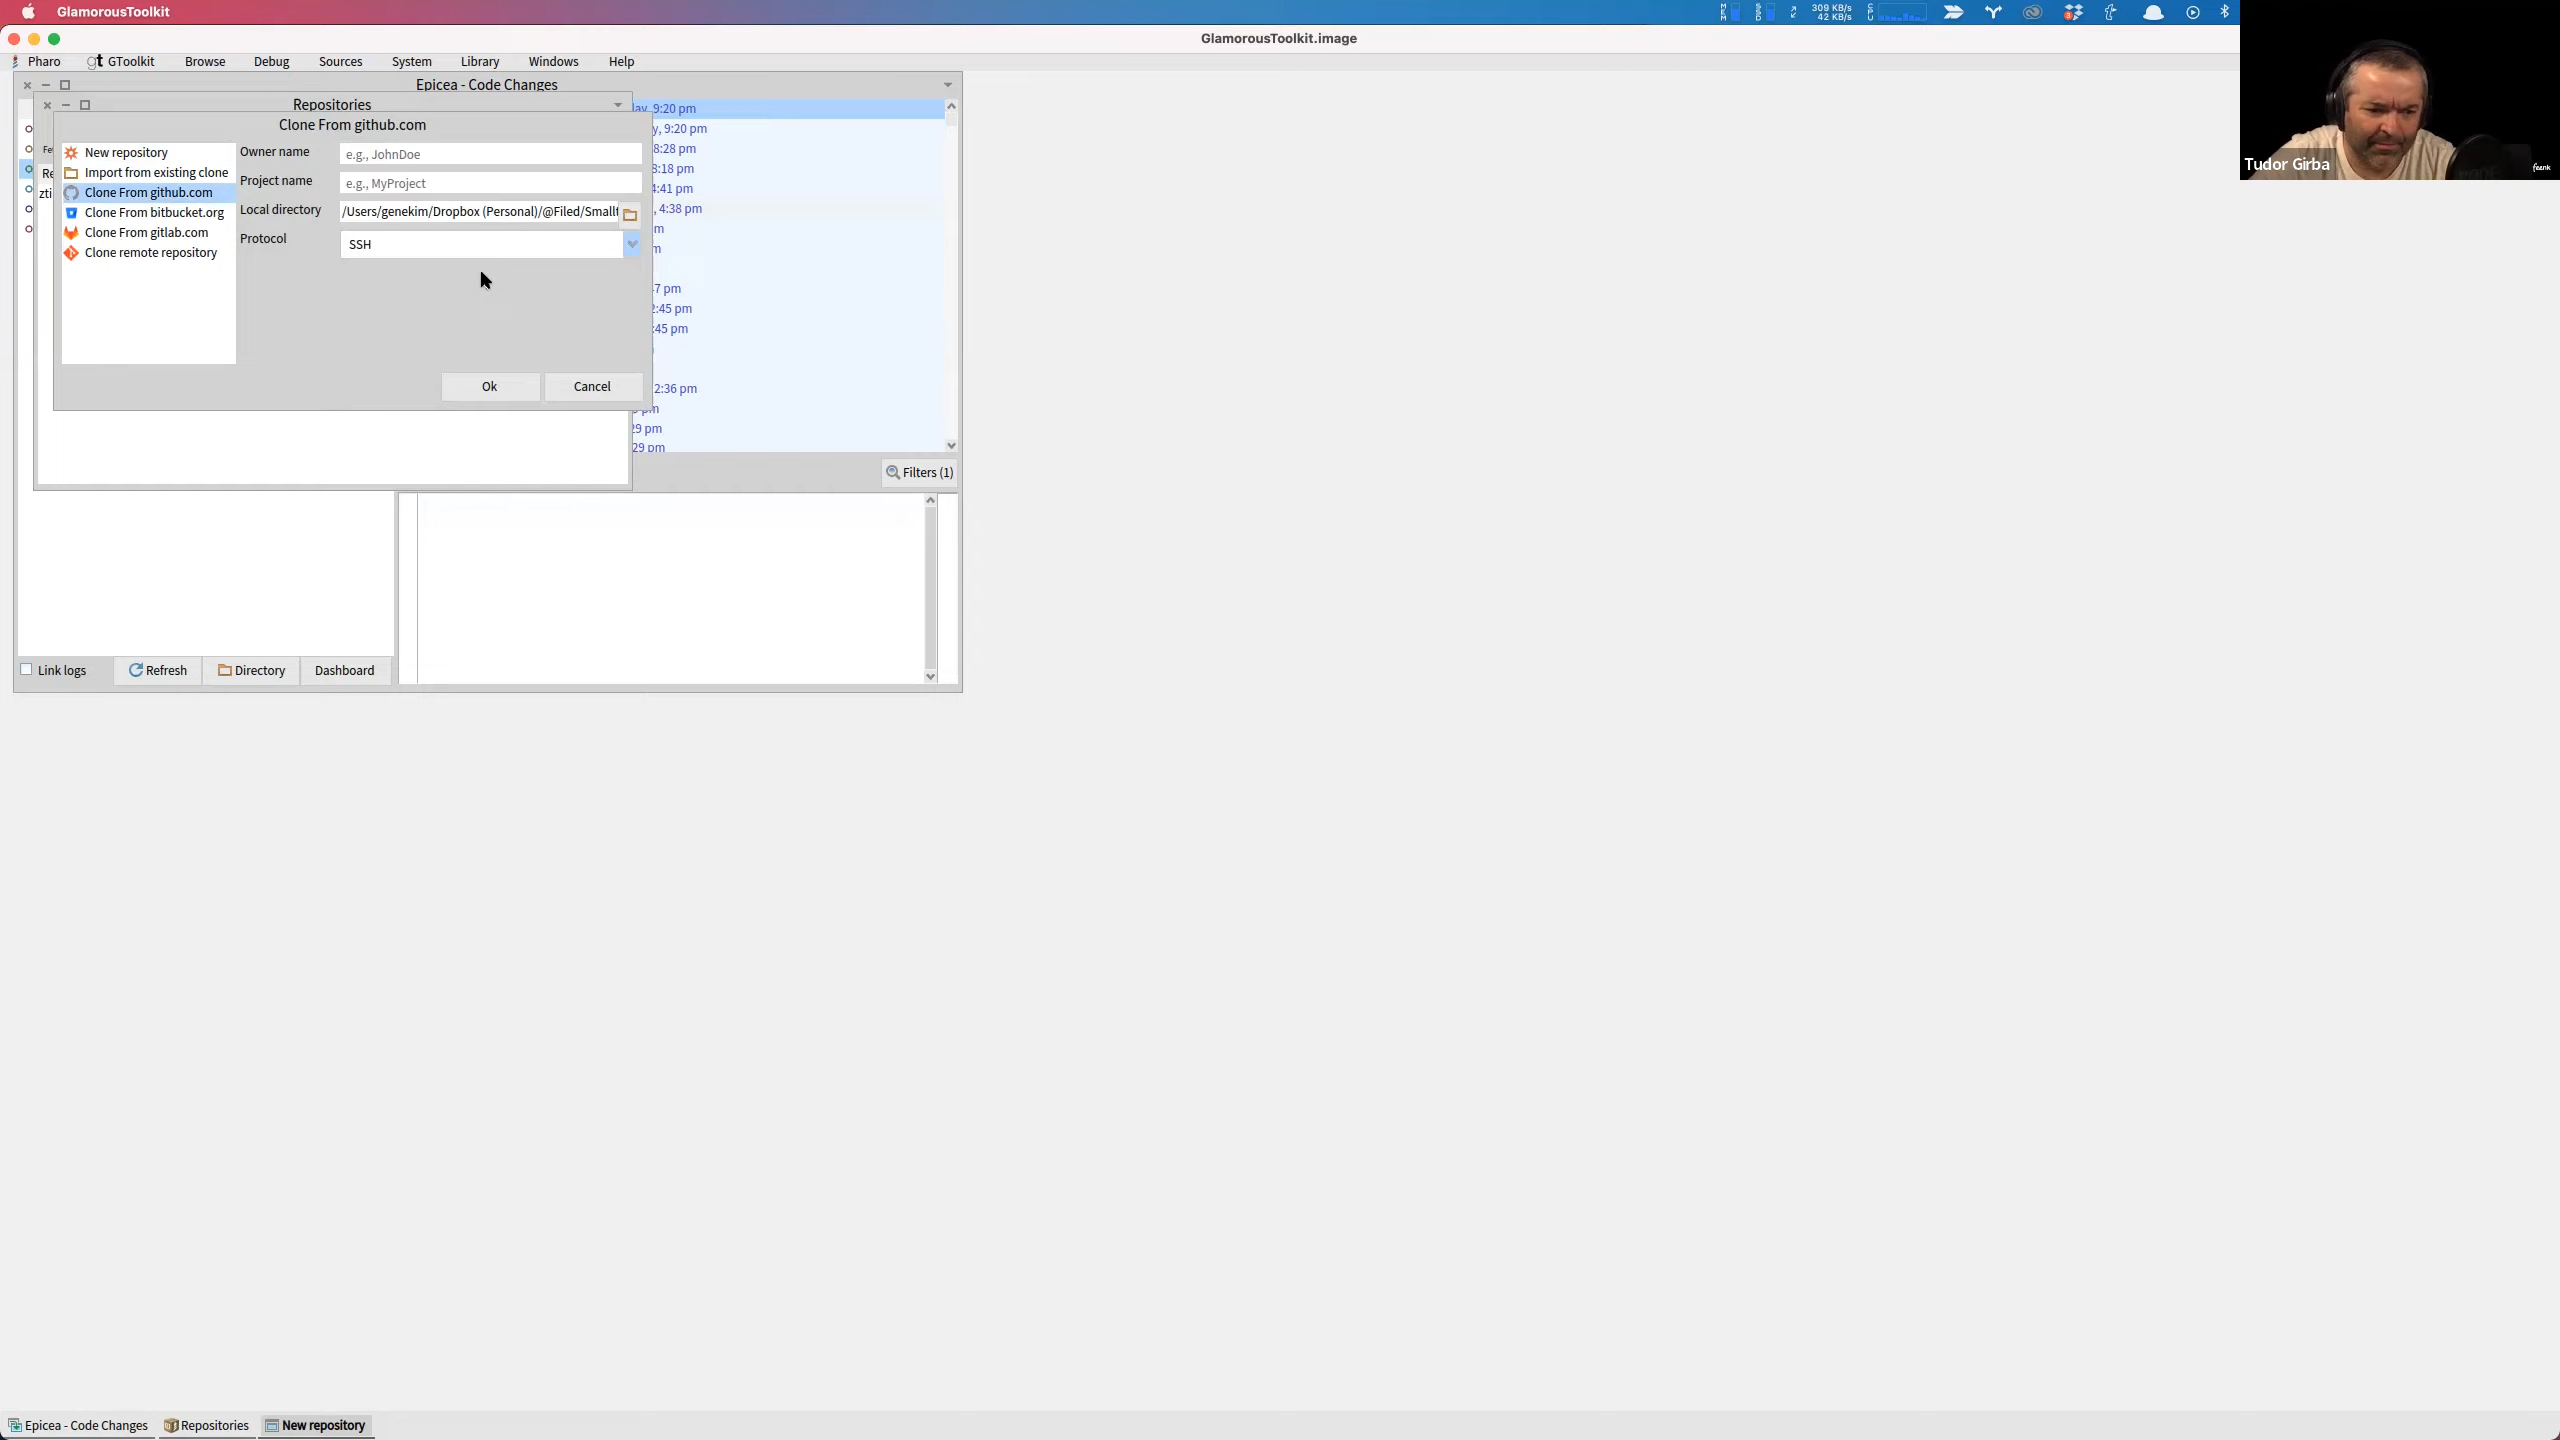 GlamorousToolkit
309 KB/s
42 KB/s
GlamorousToolkit.image
Pharo
gt GToolkit
Browse
Debug
Sources
System
Library
Windows
Help
Epicea - Code Changes
Repositories
Clone From github.com
New repository
Import from existing clone
Clone From github.com
Clone From bitbucket.org
Clone From gitlab.com
Clone remote repository
Owner name
e.g., JohnDoe
Project name
e.g., MyProject
Local directory
/Users/genekim/Dropbox (Personal)/@Filed/Smallt
Protocol
SSH
Ok
Cancel
9:20 pm
y, 9:20 pm
8:28 pm
8:18 pm
4:41 pm
, 4:38 pm
m
m
47 pm
2:45 pm
:45 pm
2:36 pm
pm
29 pm
29 pm
Filters (1)
Link logs
Refresh
Directory
Dashboard
Tudor Girba
feenk
Epicea - Code Changes
Repositories
New repository